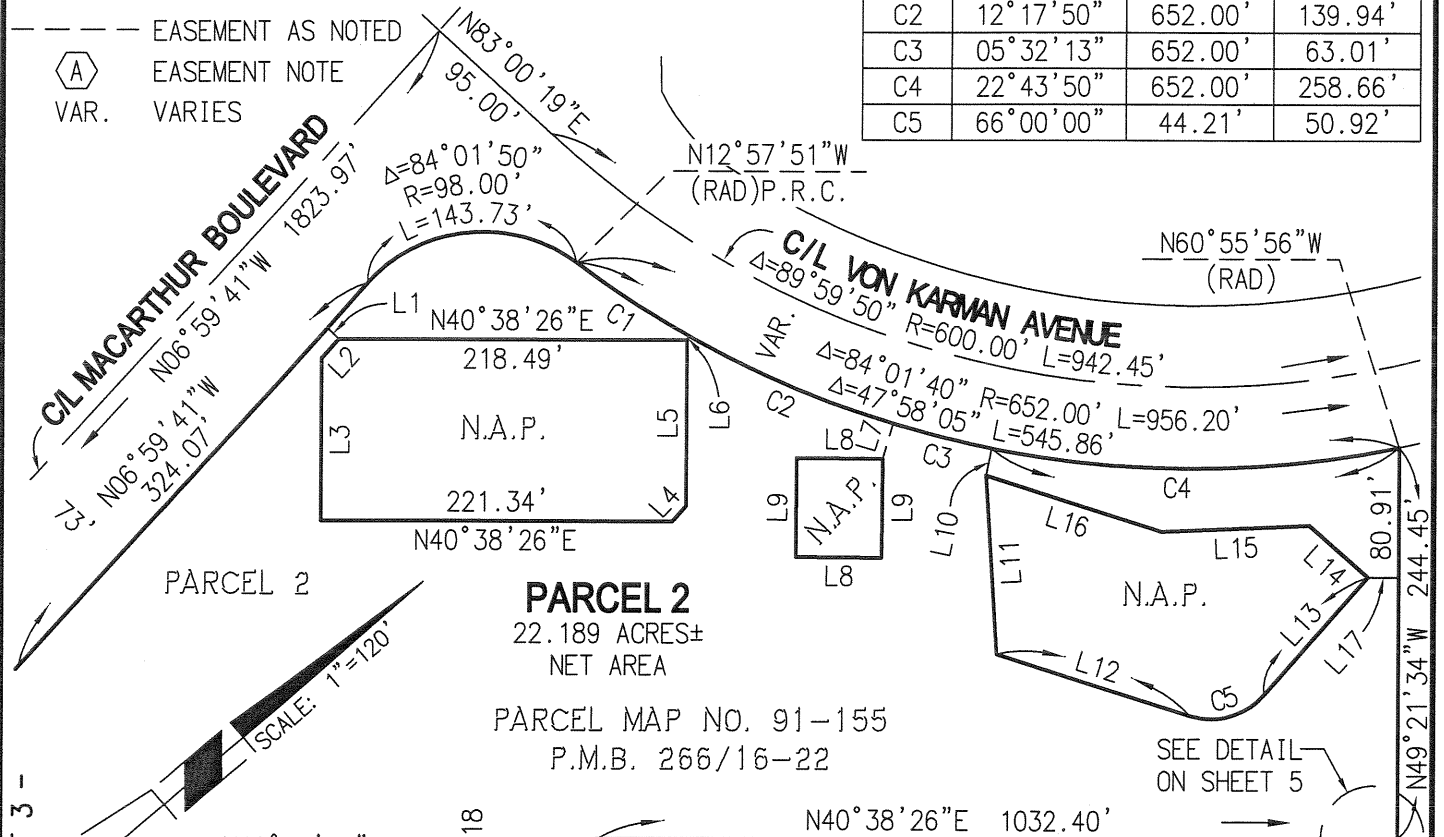 EASEMENT AS NOTED
A EASEMENT NOTE
VAR. VARIES
C2 12°17'50" 652.00' 139.94'
C3 05°32'13" 652.00' 63.01'
C4 22°43'50" 652.00' 258.66'
C5 66°00'00" 44.21' 50.92'
N83°00'19"E
95.00'
C/L MACARTHUR BOULEVARD
N06°59'41"W 1823.97'
73' N06°59'41"W
324.07'
Δ=84°01'50"
R=98.00'
L=143.73'
N12°57'51"W
(RAD)P.R.C.
C/L VON KARMAN AVENUE
Δ=89°59'50" R=600.00' L=942.45'
VAR.
Δ=84°01'40" R=652.00' L=956.20'
Δ=47°58'05" L=545.86'
N60°55'56"W
(RAD)
L1
N40°38'26"E
C1
L2
218.49'
L3
N.A.P.
L5
L6
221.34'
L4
N40°38'26"E
C2
L7
L8
C3
L9
N.A.P.
L9
L8
L10
C4
L16
L15
L11
L14
N.A.P.
L13
L12
C5
L17
80.91'
N49°21'34"W 244.45'
PARCEL 2
PARCEL 2
22.189 ACRES±
NET AREA
SCALE: 1"=120'
PARCEL MAP NO. 91-155
P.M.B. 266/16-22
SEE DETAIL
ON SHEET 5
N40°38'26"E 1032.40'
3 -
18